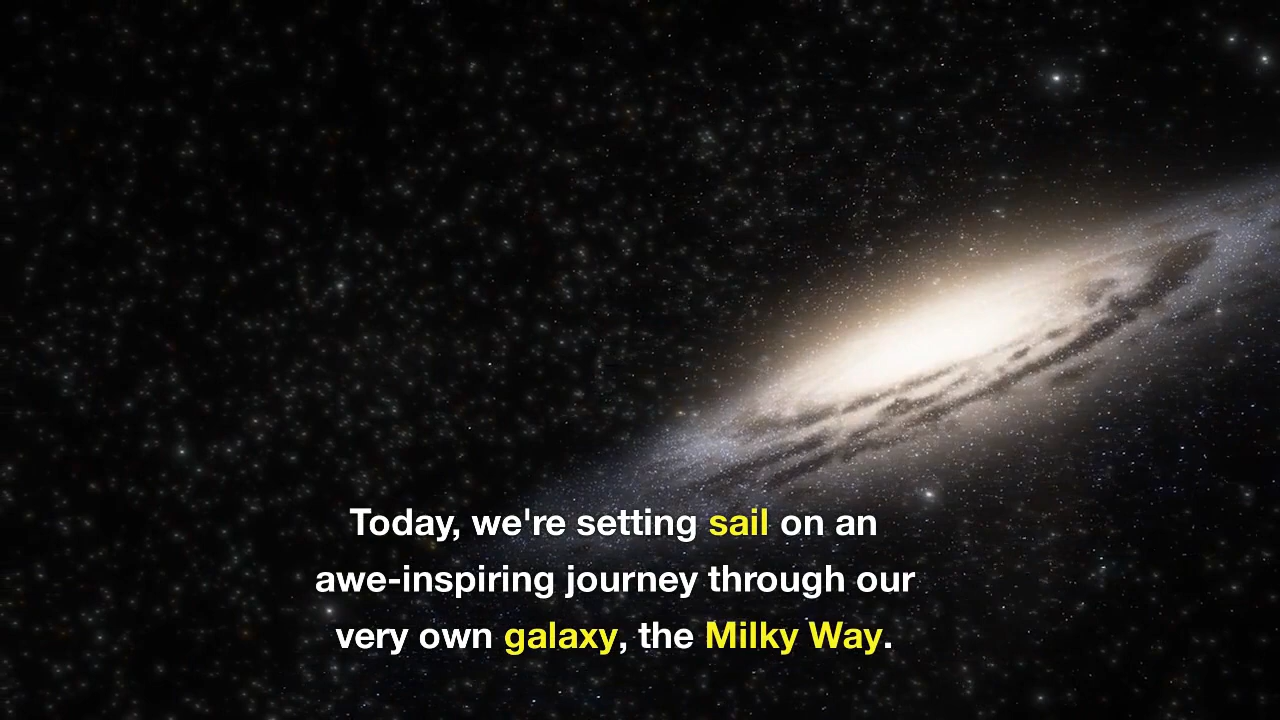 Today, we're setting sail on an
awe-inspiring journey through our
very own galaxy, the Milky Way.